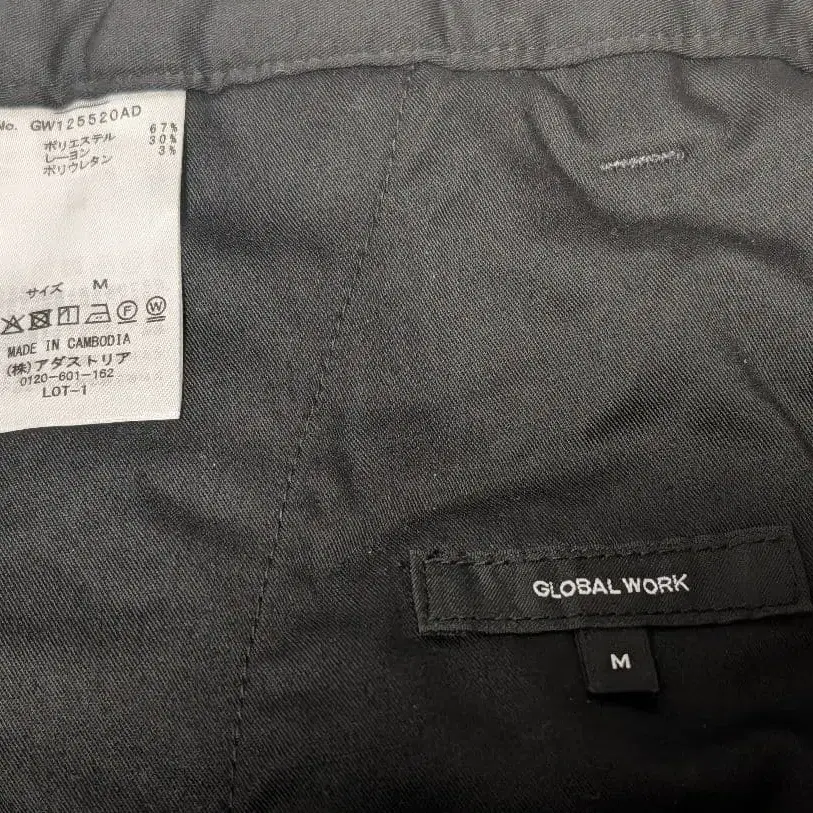 No. GW125520AD
ポリエステル 67%
レーヨン 30%
ポリウレタン 3%
サイズ M
MADE IN CAMBODIA
(株)アダストリア
0120-601-162
LOT-1
GLOBAL WORK
M